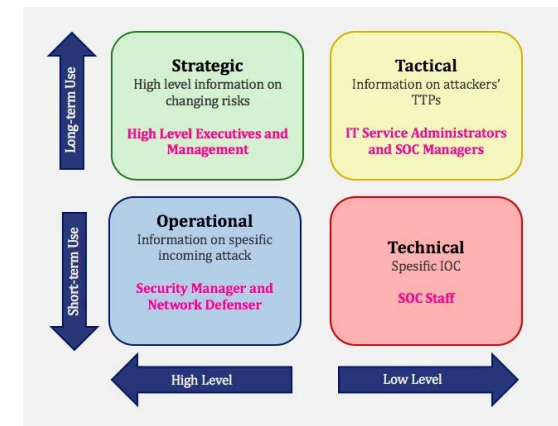 Long-term Use
Strategic
High level information on
changing risks
High Level Executives and
Management
Tactical
Information on attackers'
TTPs
IT Service Administrators
and SOC Managers
Short-term Use
Operational
Information on spesific
incoming attack
Security Manager and
Network Defenser
Technical
Spesific IOC
SOC Staff
High Level
Low Level